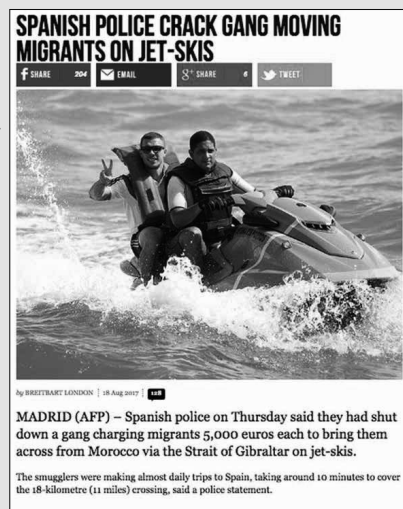 SPANISH POLICE CRACK GANG MOVING
MIGRANTS ON JET-SKIS
f SHARE 204 EMAIL g+ SHARE 6 TWEET
by BREITBART LONDON | 18 Aug 2017 | 128
MADRID (AFP) – Spanish police on Thursday said they had shut
down a gang charging migrants 5,000 euros each to bring them
across from Morocco via the Strait of Gibraltar on jet-skis.
The smugglers were making almost daily trips to Spain, taking around 10 minutes to cover
the 18-kilometre (11 miles) crossing, said a police statement.